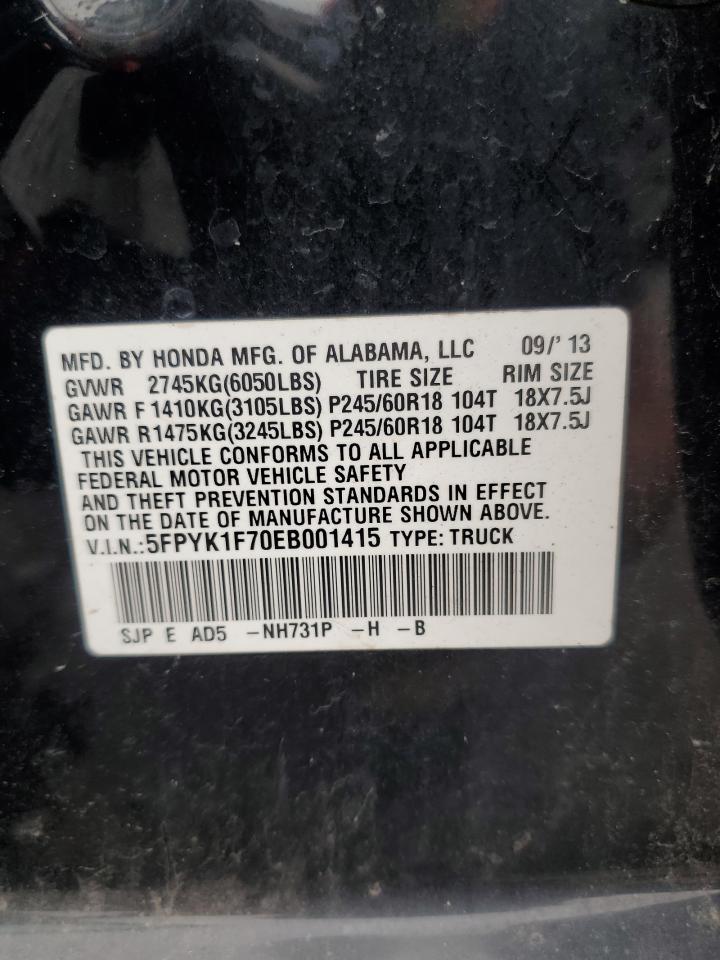 MFD. BY HONDA MFG. OF ALABAMA, LLC 09/' 13
GVWR 2745KG(6050LBS) TIRE SIZE RIM SIZE
GAWR F 1410KG(3105LBS) P245/60R18 104T 18X7.5J
GAWR R1475KG(3245LBS) P245/60R18 104T 18X7.5J
THIS VEHICLE CONFORMS TO ALL APPLICABLE
FEDERAL MOTOR VEHICLE SAFETY
AND THEFT PREVENTION STANDARDS IN EFFECT
ON THE DATE OF MANUFACTURE SHOWN ABOVE.
V.I.N.:5FPYK1F70EB001415 TYPE: TRUCK
SJP E AD5 -NH731P -H -B